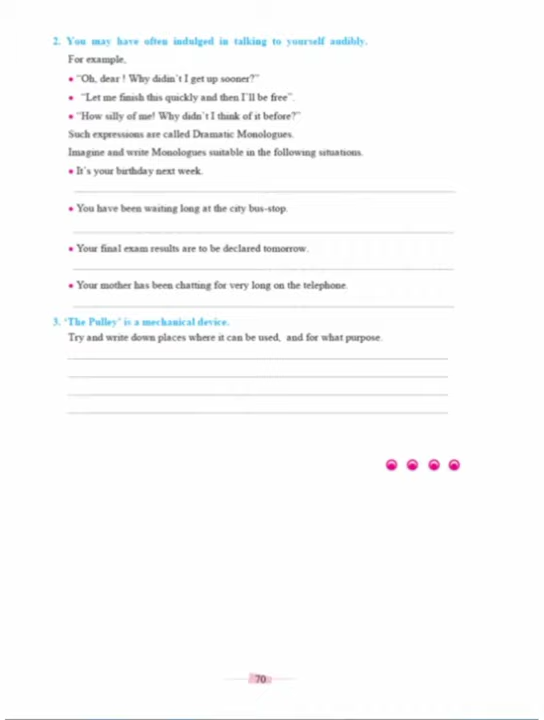 2. You may have often indulged in talking to yourself audibly.
For example,
• “Oh, dear ! Why didin’t I get up sooner?”
• “Let me finish this quickly and then I’ll be free”.
• “How silly of me! Why didn’t I think of it before?”
Such expressions are called Dramatic Monologues.
Imagine and write Monologues suitable in the following situations.
• It’s your birthday next week.
• You have been waiting long at the city bus-stop.
• Your final exam results are to be declared tomorrow.
• Your mother has been chatting for very long on the telephone.
3. ‘The Pulley’ is a mechanical device.
Try and write down places where it can be used, and for what purpose.
70